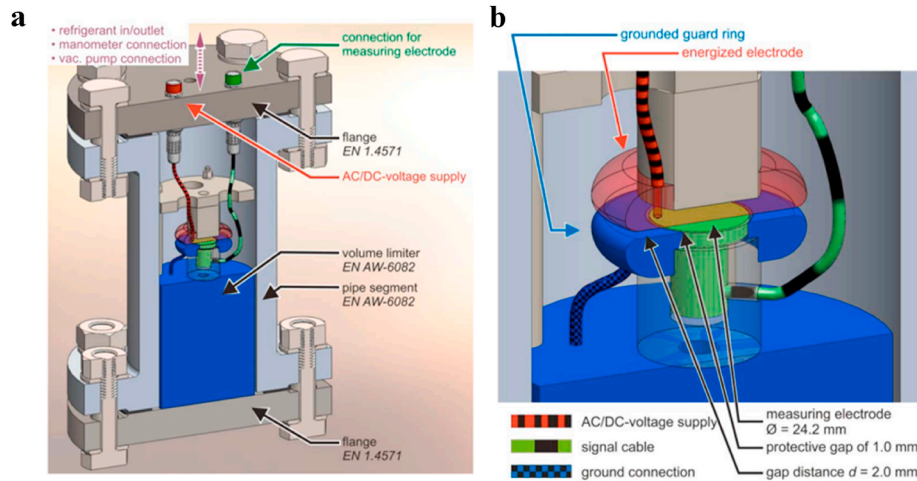 a
• refrigerant in/outlet
• manometer connection
• vac. pump connection
connection for
measuring electrode
flange
EN 1.4571
AC/DC-voltage supply
volume limiter
EN AW-6082
pipe segment
EN AW-6082
flange
EN 1.4571
b
grounded guard ring
energized electrode
AC/DC-voltage supply
signal cable
ground connection
measuring electrode
Ø = 24.2 mm
protective gap of 1.0 mm
gap distance d = 2.0 mm